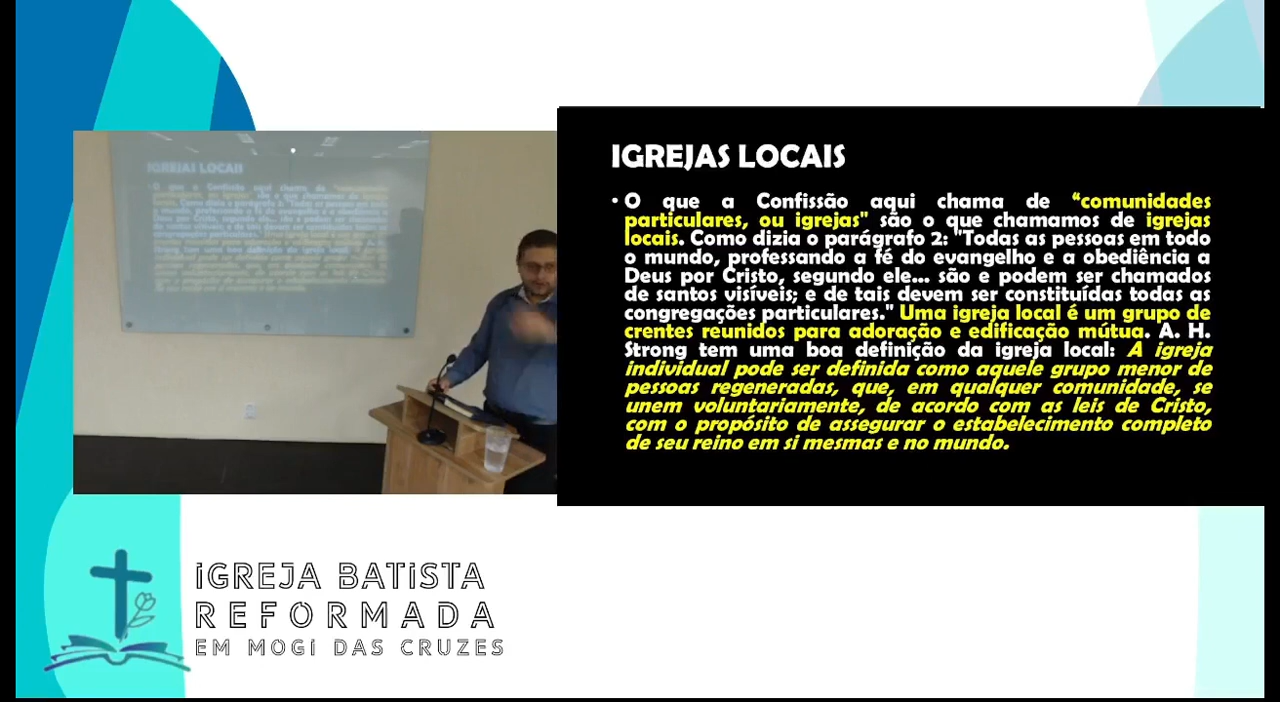 IGREJAS LOCAIS
• O que a Confissão aqui chama de “comunidades
particulares, ou igrejas" são o que chamamos de igrejas
locais. Como dizia o parágrafo 2: "Todas as pessoas em todo
o mundo, professando a fé do evangelho e a obediência a
Deus por Cristo, segundo ele... são e podem ser chamados
de santos visíveis; e de tais devem ser constituídas todas as
congregações particulares." Uma igreja local é um grupo de
crentes reunidos para adoração e edificação mútua. A. H.
Strong tem uma boa definição da igreja local: A igreja
individual pode ser definida como aquele grupo menor de
pessoas regeneradas, que, em qualquer comunidade, se
unem voluntariamente, de acordo com as leis de Cristo,
com o propósito de assegurar o estabelecimento completo
de seu reino em si mesmas e no mundo.
IGREJAS LOCAIS
IGREJA BATISTA
REFORMADA
EM MOGI DAS CRUZES